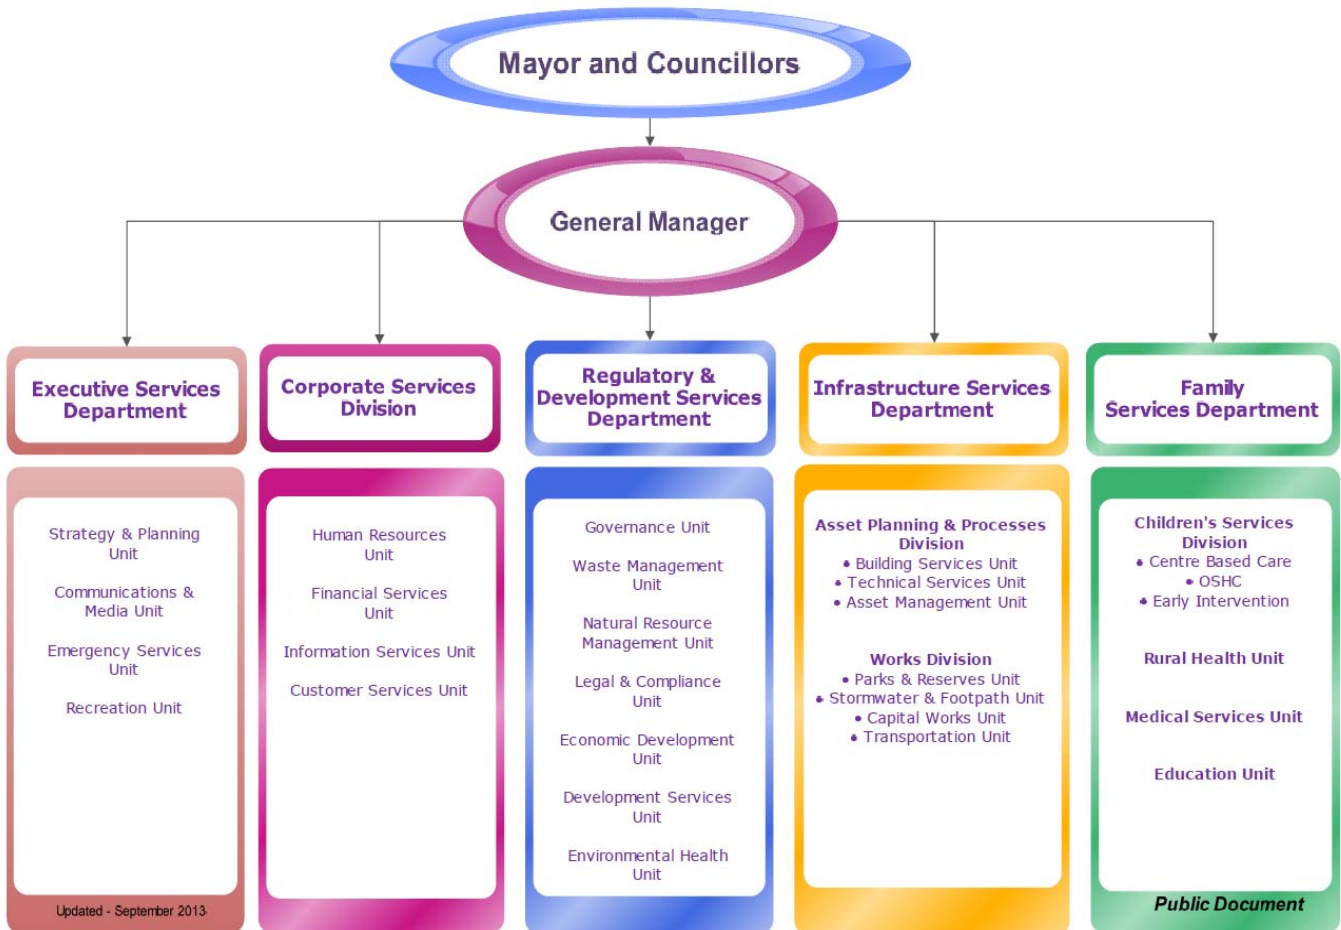 Mayor and Councillors
General Manager
Executive Services
Department
Corporate Services
Division
Regulatory &
Development Services
Department
Infrastructure Services
Department
Family
Services Department
Strategy & Planning
Unit
Communications &
Media Unit
Emergency Services
Unit
Recreation Unit
Updated - September 2013
Human Resources
Unit
Financial Services
Unit
Information Services Unit
Customer Services Unit
Governance Unit
Waste Management
Unit
Natural Resource
Management Unit
Legal & Compliance
Unit
Economic Development
Unit
Development Services
Unit
Environmental Health
Unit
Asset Planning & Processes
Division
• Building Services Unit
• Technical Services Unit
• Asset Management Unit
Works Division
• Parks & Reserves Unit
• Stormwater & Footpath Unit
• Capital Works Unit
• Transportation Unit
Children's Services
Division
• Centre Based Care
• OSHC
• Early Intervention
Rural Health Unit
Medical Services Unit
Education Unit
Public Document